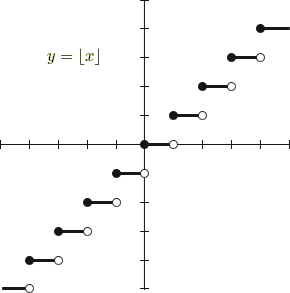 y = ⌊x⌋